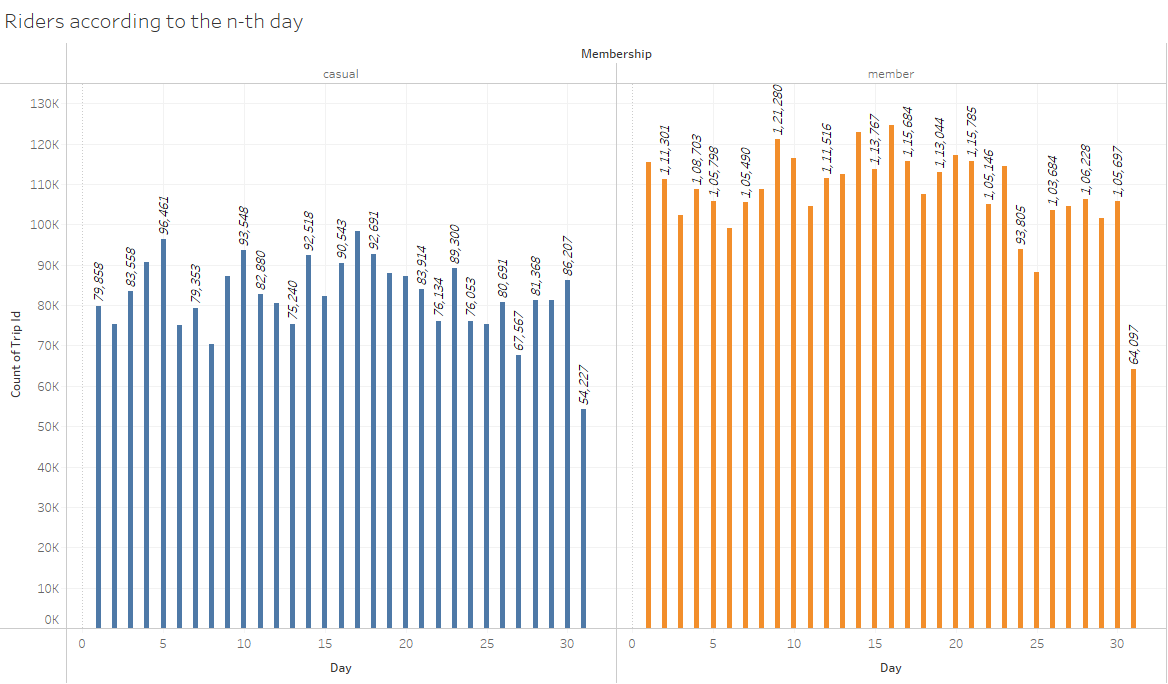 Riders according to the n-th day
Membership
casual
member
Count of Trip Id
130K
120K
110K
100K
90K
80K
70K
60K
50K
40K
30K
20K
10K
0K
79,858
83,558
96,461
79,353
93,548
82,880
75,240
92,518
90,543
92,691
83,914
76,134
89,300
76,053
80,691
67,567
81,368
86,207
54,227
1,11,301
1,08,703
1,05,798
1,05,490
1,21,280
1,11,516
1,13,767
1,15,684
1,13,044
1,15,785
1,05,146
93,805
1,03,684
1,06,228
1,05,697
64,097
0 5 10 15 20 25 30
0 5 10 15 20 25 30
Day
Day